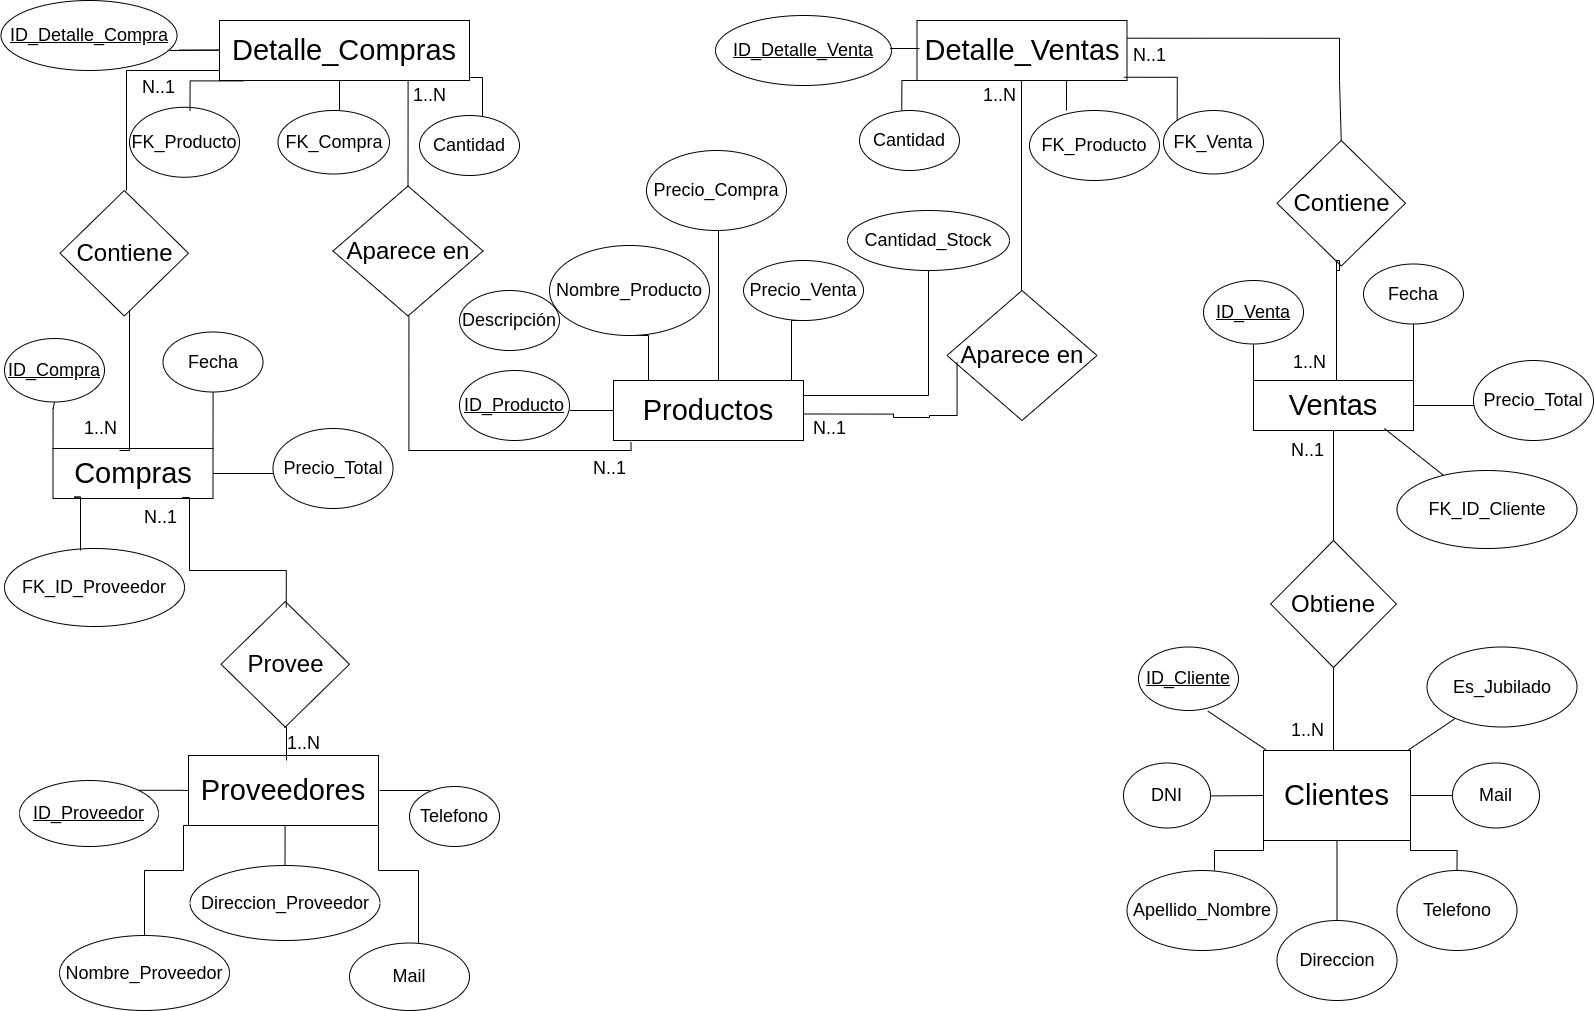 ID_Detalle_Compra
Detalle_Compras
N..1
1..N
FK_Producto
FK_Compra
Cantidad
Contiene
Aparece en
ID_Compra
Fecha
1..N
Compras
Precio_Total
N..1
FK_ID_Proveedor
Provee
1..N
Proveedores
ID_Proveedor
Telefono
Direccion_Proveedor
Nombre_Proveedor
Mail
Precio_Compra
Nombre_Producto
Descripción
Precio_Venta
Cantidad_Stock
ID_Producto
Productos
N..1
N..1
ID_Detalle_Venta
Detalle_Ventas
N..1
1..N
Cantidad
FK_Producto
FK_Venta
Contiene
Aparece en
ID_Venta
Fecha
1..N
Ventas
Precio_Total
N..1
FK_ID_Cliente
Obtiene
ID_Cliente
Es_Jubilado
1..N
DNI
Clientes
Mail
Apellido_Nombre
Telefono
Direccion